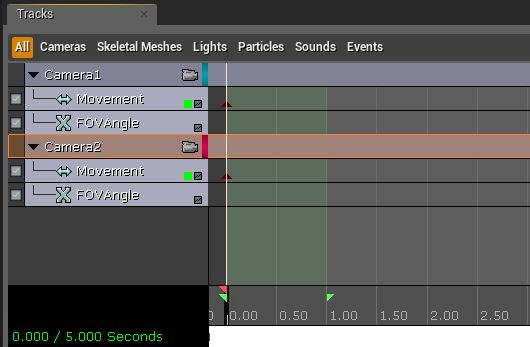 Tracks
All Cameras Skeletal Meshes Lights Particles Sounds Events
Camera1
Movement
FOVAngle
Camera2
Movement
FOVAngle
0.00 0.50 1.00 1.50 2.00 2.50
0.000 / 5.000 Seconds